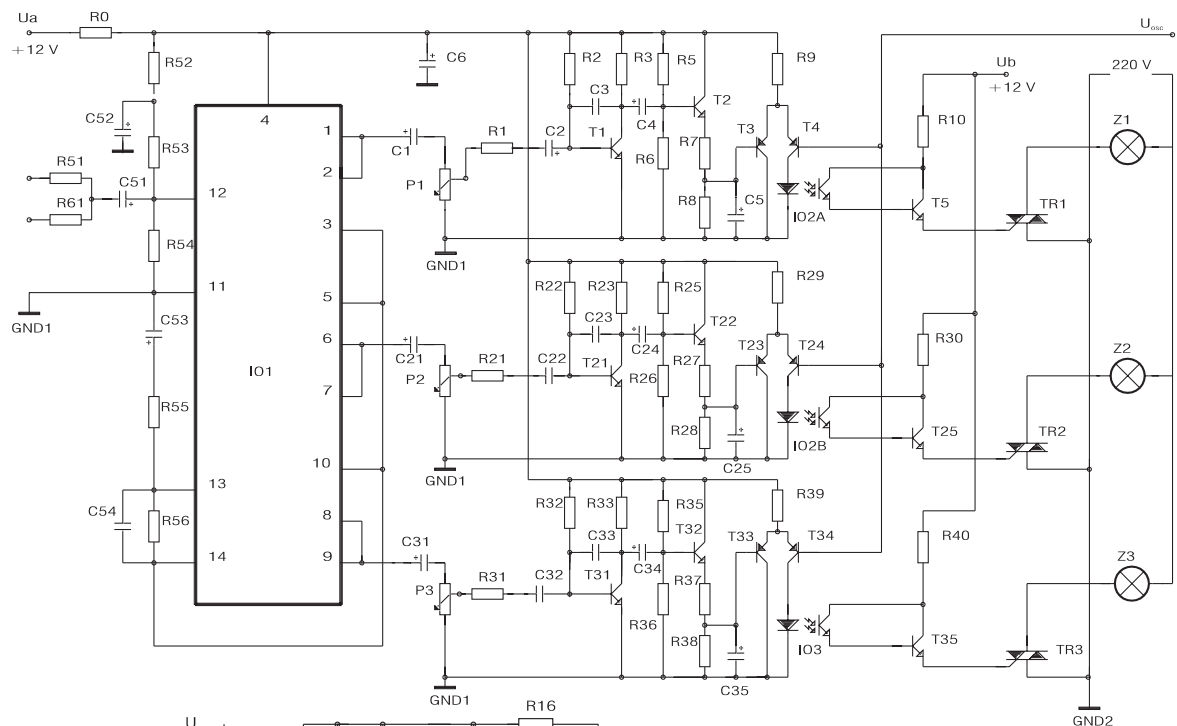 Ua
R0
+12 V
R52
C52
R53
R51
C51
R61
R54
GND1
C53
R55
C54
R56
IO1
4
12
11
13
14
1
2
3
5
6
7
10
8
9
C6
C1
P1
GND1
R1
C2
R2
R3
R5
C3
C4
T1
T2
R6
R7
R8
C5
R9
T3
T4
IO2A
Uosc
Ub
+12 V
220 V
R10
T5
TR1
Z1
C21
P2
GND1
R21
C22
R22
R23
R25
C23
C24
T21
T22
R26
R27
R28
C25
R29
T23
T24
IO2B
R30
T25
TR2
Z2
C31
P3
GND1
R31
C32
R32
R33
R35
C33
C34
T31
T32
R36
R37
R38
C35
R39
T33
T34
IO3
R40
T35
TR3
Z3
GND2
R16